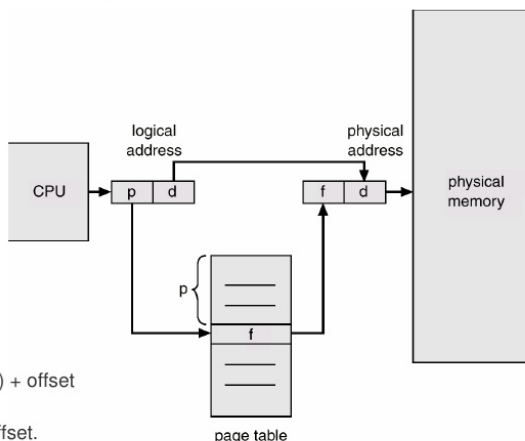 logical
address
physical
address
CPU
p d
f d
physical
memory
p
f
) + offset
ffset.
page table